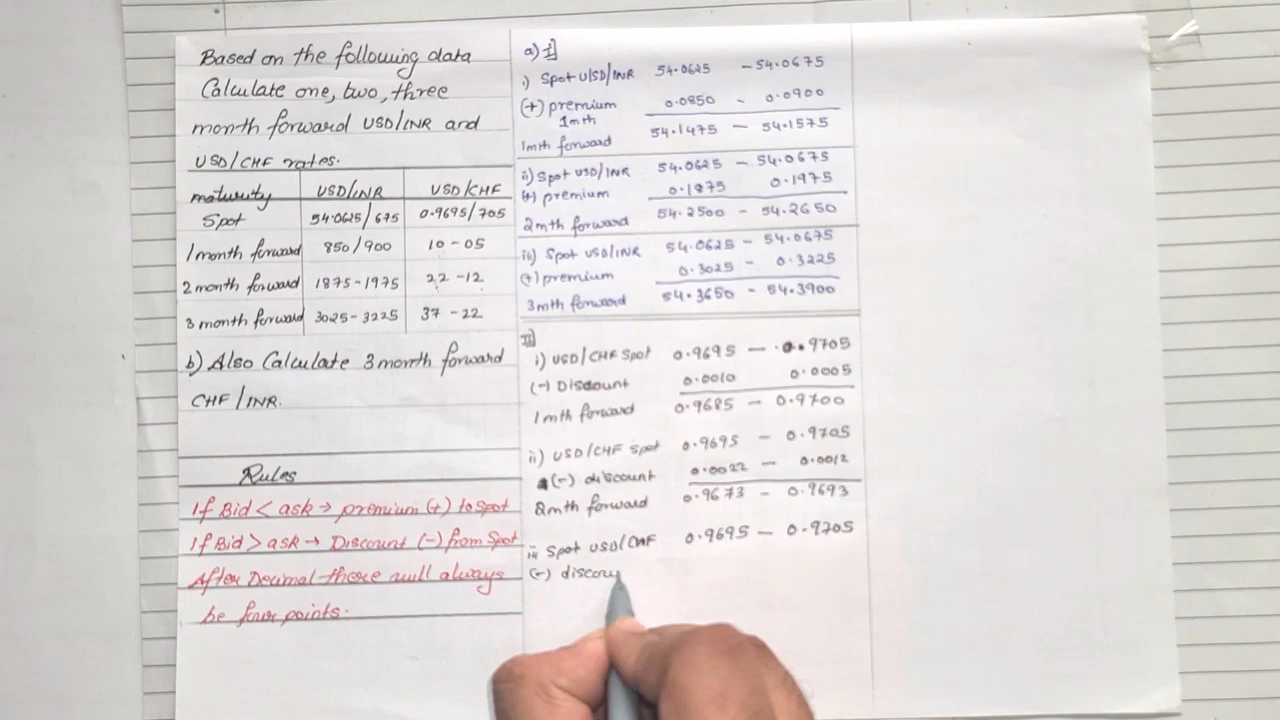 Based on the following data
Calculate one, two, three
month forward USD/INR and
USD/CHF rates.
maturity USD/INR USD/CHF
Spot 54.0625/675 0.9695/705
1 month forward 850/900 10-05
2 month forward 1875-1975 22-12
3 month forward 3025-3225 37-22
b) Also Calculate 3 month forward
CHF/INR.
Rules
If Bid < ask → premium (+) to Spot
If Bid > ask → Discount (-) from Spot
After Decimal there will always
be four points.
a) I]
i) Spot USD/INR 54.0625 - 54.0675
(+) premium 0.0850 - 0.0900
1mth
1mth forward 54.1475 - 54.1575
ii) Spot USD/INR 54.0625 - 54.0675
(+) premium 0.1875 0.1975
2mth forward 54.2500 - 54.2650
iii) Spot USD/INR 54.0625 - 54.0675
(+) premium 0.3025 - 0.3225
3mth forward 54.3650 - 54.3900
II]
i) USD/CHF Spot 0.9695 - 0.9705
(-) Discount 0.0010 0.0005
1mth forward 0.9685 - 0.9700
ii) USD/CHF Spot 0.9695 - 0.9705
(-) discount 0.0022 - 0.0012
2mth forward 0.9673 - 0.9693
iii Spot USD/CHF 0.9695 - 0.9705
(-) discou